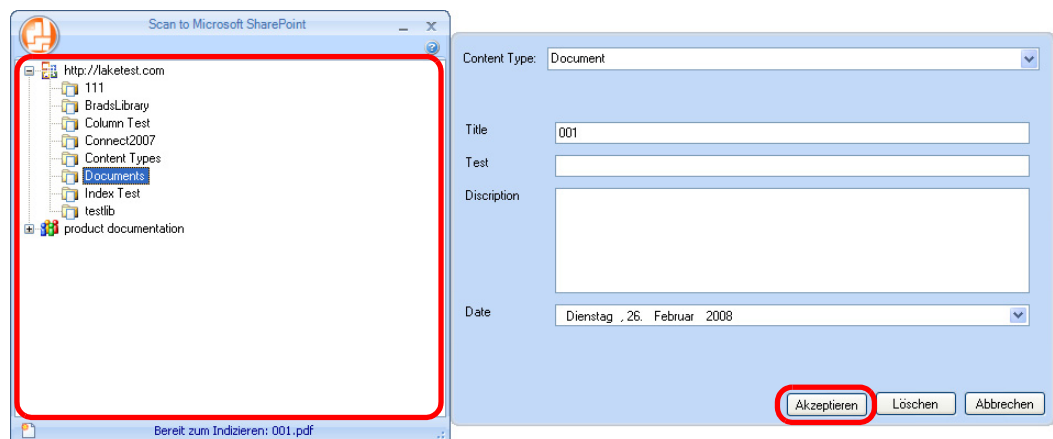 Scan to Microsoft SharePoint
http://laketest.com
111
BradsLibrary
Column Test
Connect2007
Content Types
Documents
Index Test
testlib
product documentation
Bereit zum Indizieren: 001.pdf
Content Type: Document
Title 001
Test
Discription
Date Dienstag , 26. Februar 2008
Akzeptieren Löschen Abbrechen